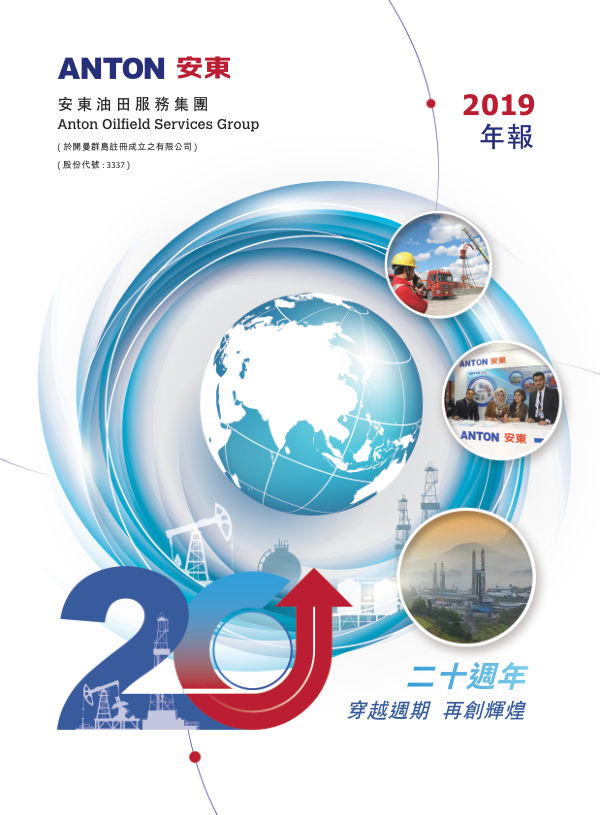 ANTON 安東
安東油田服務集團
Anton Oilfield Services Group
(於開曼群島註冊成立之有限公司)
(股份代號:3337)
2019
年報
ANTON 安東
ANTON 安東
20
二十週年
穿越週期 再創輝煌